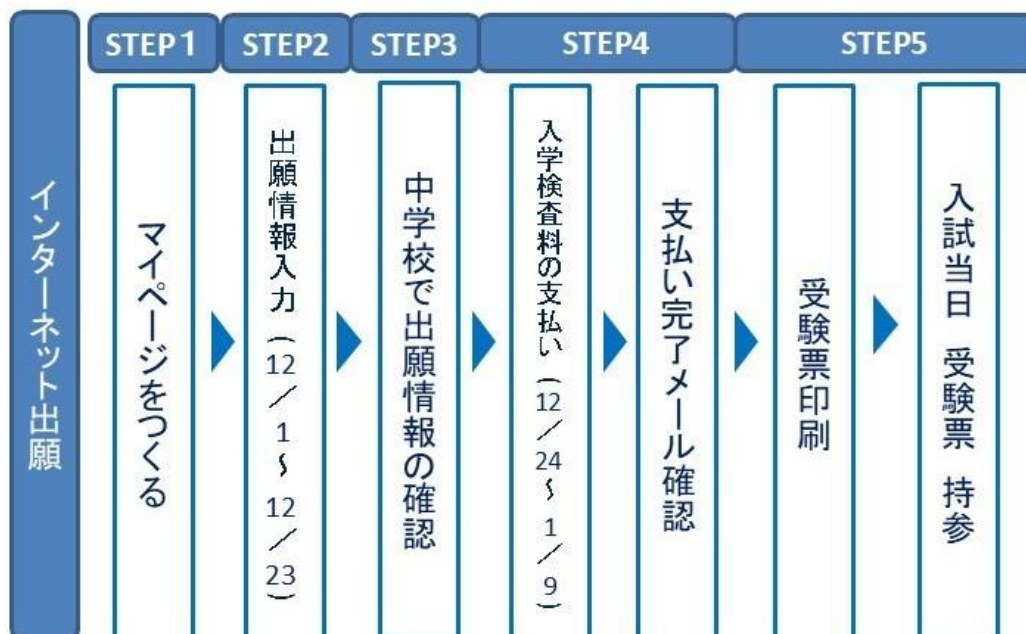 インターネット出願
STEP1
STEP2
STEP3
STEP4
STEP5
マイページをつくる
出願情報入力（12／1～12／23）
中学校で出願情報の確認
入学検査料の支払い（12／24～1／9）
支払い完了メール確認
受験票印刷
入試当日 受験票 持参